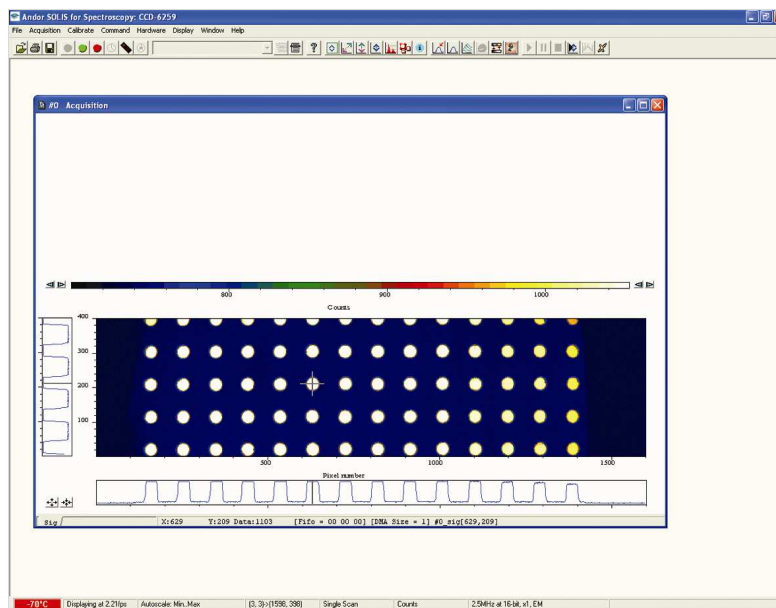 Andor SOLIS for Spectroscopy: CCD-6259
File Acquisition Calibrate Command Hardware Display Window Help
#0 Acquisition
800 900 1000
Counts
400
300
200
100
500 1000 1500
Pixel number
Sig X:629 Y:209 Data:1103 [Fifo = 00 00 00] [DMA Size = 1] #0_sig[629,209]
-70°C Displaying at 2.21fps Autoscale: Min..Max (3, 3)->(1598, 398) Single Scan Counts 2.5MHz at 16-bit, x1, EM